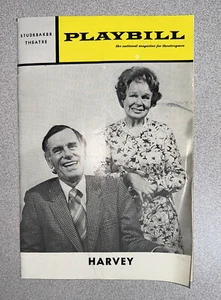 STUDEBAKER
THEATRE
PLAYBILL
the national magazine for theatregoers
HARVEY